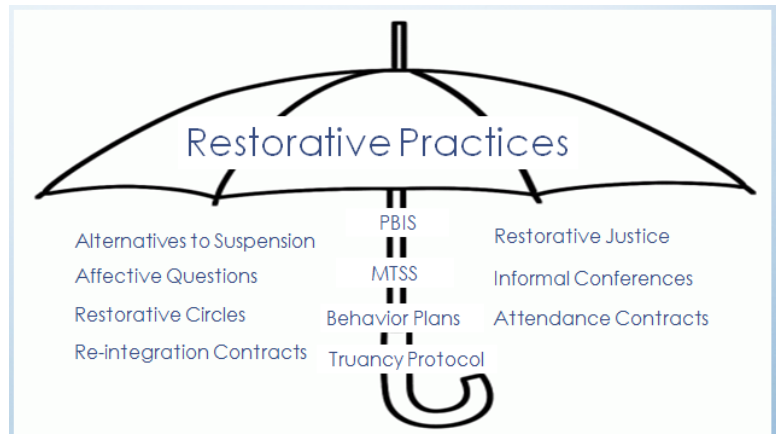 Restorative Practices
Alternatives to Suspension
Affective Questions
Restorative Circles
Re-integration Contracts
PBIS
MTSS
Behavior Plans
Truancy Protocol
Restorative Justice
Informal Conferences
Attendance Contracts